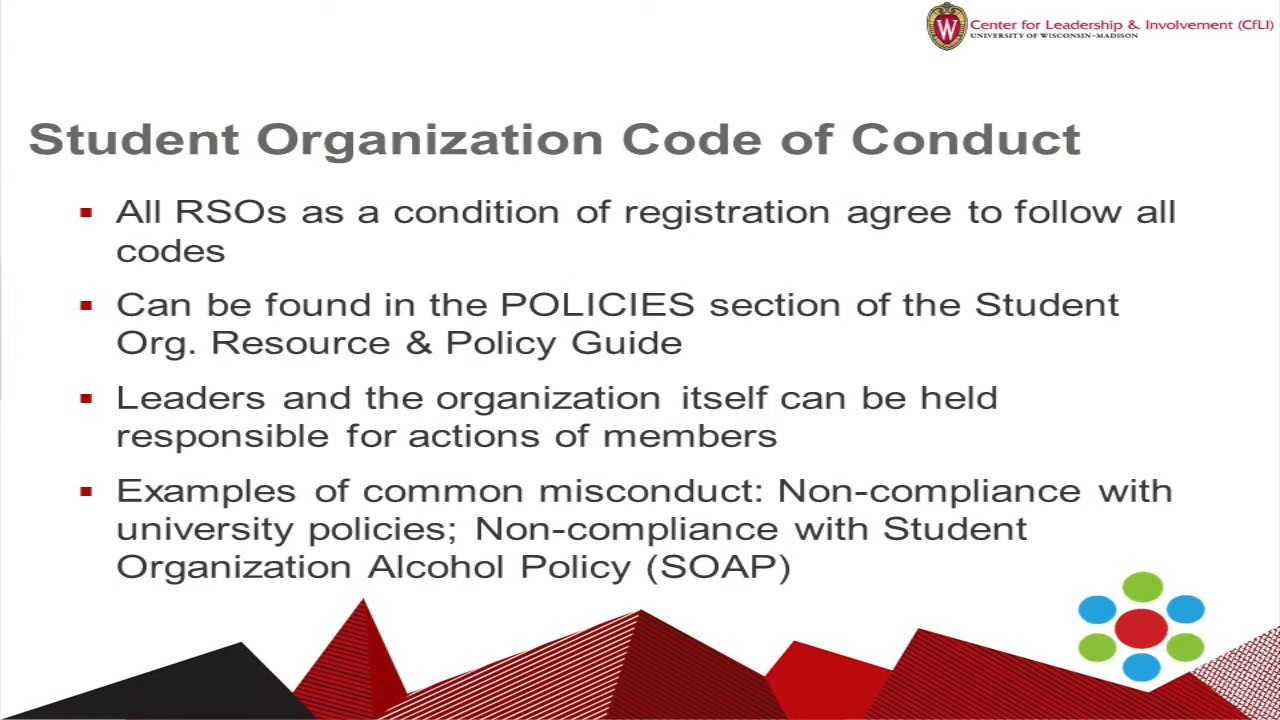 Center for Leadership & Involvement (CfLI)
UNIVERSITY OF WISCONSIN–MADISON
W
Student Organization Code of Conduct
All RSOs as a condition of registration agree to follow all
codes
Can be found in the POLICIES section of the Student
Org. Resource & Policy Guide
Leaders and the organization itself can be held
responsible for actions of members
Examples of common misconduct: Non-compliance with
university policies; Non-compliance with Student
Organization Alcohol Policy (SOAP)